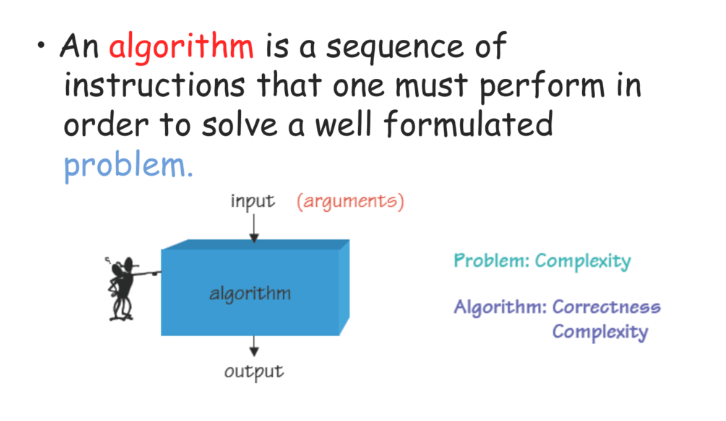 • An algorithm is a sequence of
instructions that one must perform in
order to solve a well formulated
problem.
input (arguments)
algorithm
output
Problem: Complexity
Algorithm: Correctness
Complexity